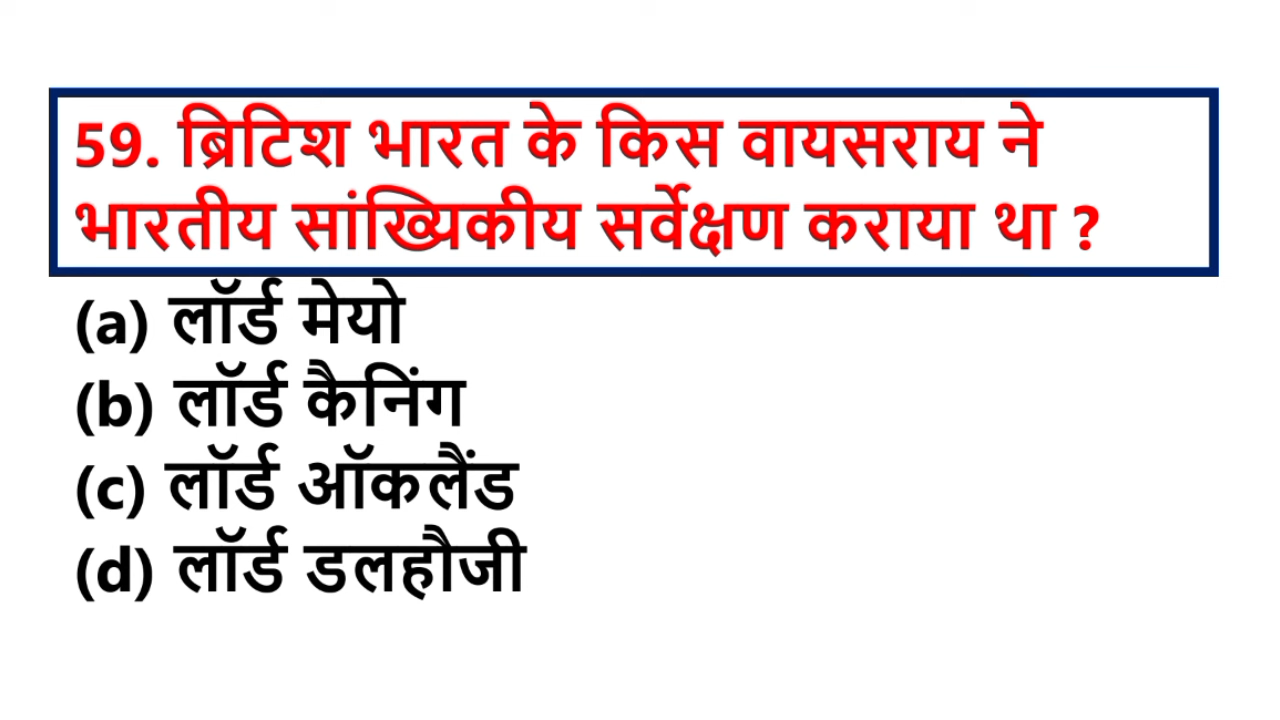 59. ब्रिटिश भारत के किस वायसराय ने
भारतीय सांख्यिकीय सर्वेक्षण कराया था ?
(a) लॉर्ड मेयो
(b) लॉर्ड कैनिंग
(c) लॉर्ड ऑकलैंड
(d) लॉर्ड डलहौजी